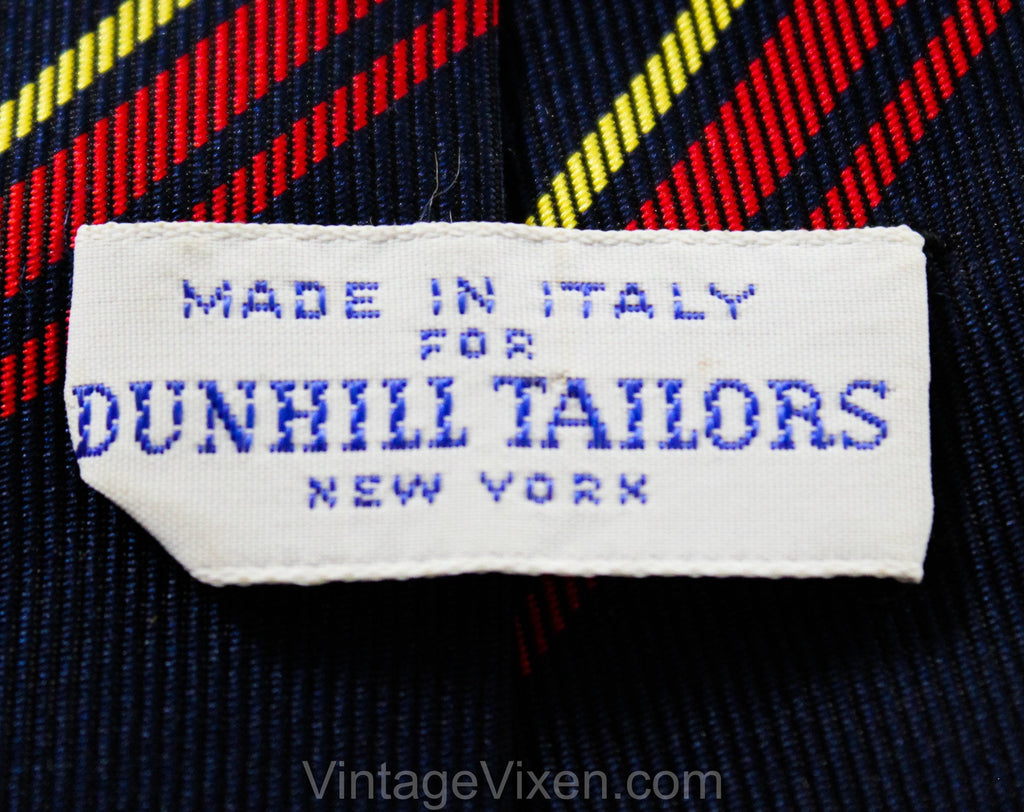 MADE IN ITALY
FOR
DUNHILL TAILORS
NEW YORK
VintageVixen.com